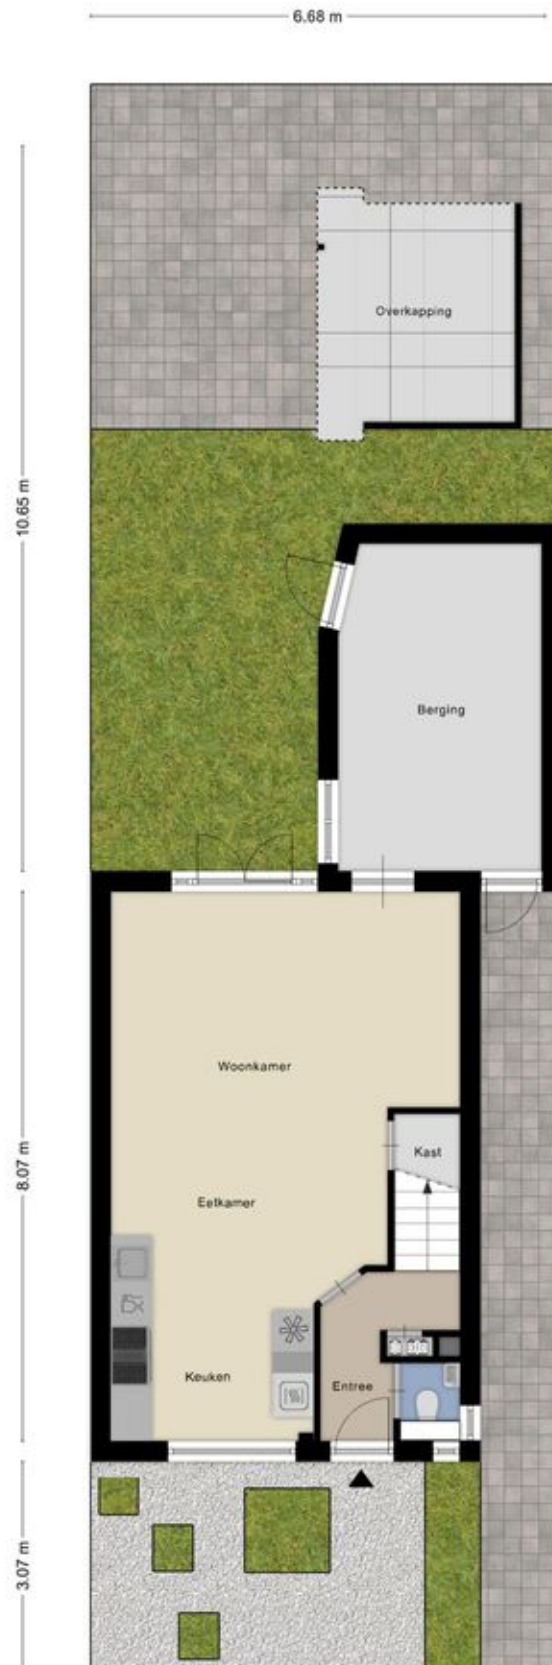 6.68 m
Overkapping
10.65 m
Berging
Woonkamer
8.07 m
Kast
Eetkamer
Keuken
Entree
3.07 m